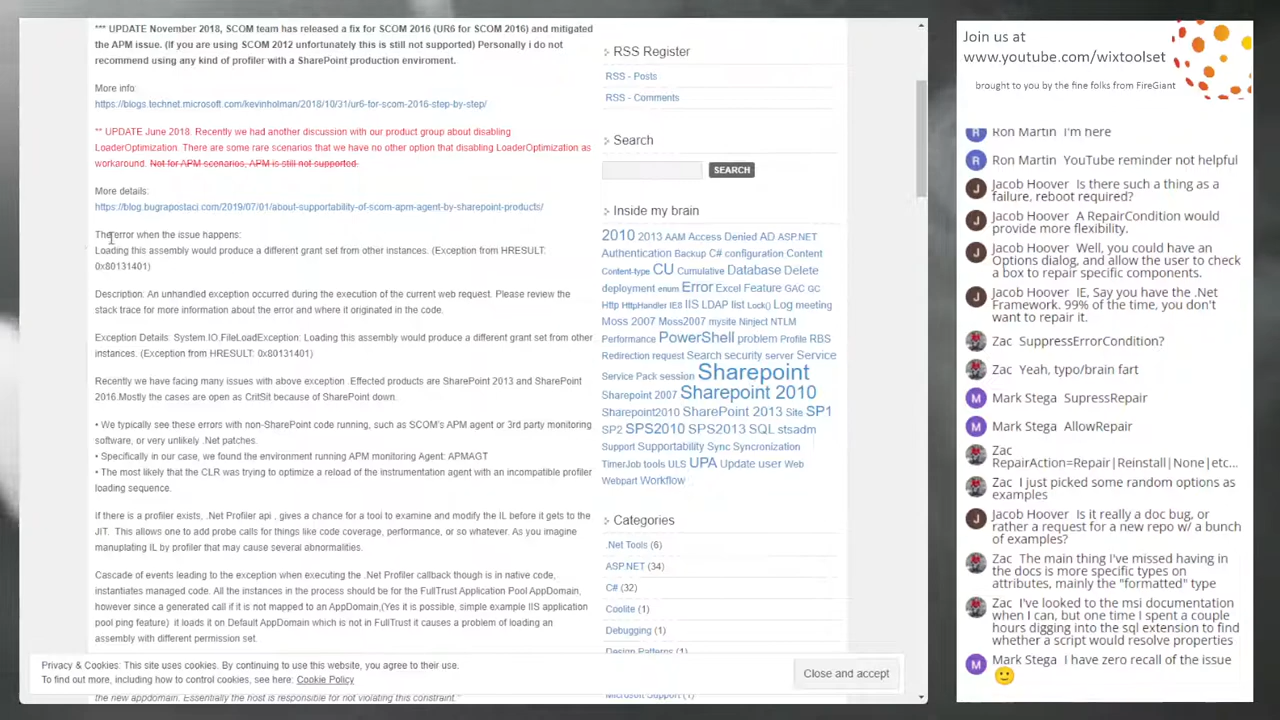 *** UPDATE November 2018, SCOM team has released a fix for SCOM 2016 (UR6 for SCOM 2016) and mitigated
the APM issue. (If you are using SCOM 2012 unfortunately this is still not supported) Personally i do not
recommend using any kind of profiler with a SharePoint production enviroment.
More info:
https://blogs.technet.microsoft.com/kevinholman/2018/10/31/ur6-for-scom-2016-step-by-step/
** UPDATE June 2018. Recently we had another discussion with our product group about disabling
LoaderOptimization. There are some rare scenarios that we have no other option that disabling LoaderOptimization as
workaround. Not for APM scenarios, APM is still not supported.
More details:
https://blog.bugrapostaci.com/2019/07/01/about-supportability-of-scom-apm-agent-by-sharepoint-products/
The error when the issue happens:
Loading this assembly would produce a different grant set from other instances. (Exception from HRESULT:
0x80131401)
Description: An unhandled exception occurred during the execution of the current web request. Please review the
stack trace for more information about the error and where it originated in the code.
Exception Details: System.IO.FileLoadException: Loading this assembly would produce a different grant set from other
instances. (Exception from HRESULT: 0x80131401)
Recently we have facing many issues with above exception .Effected products are SharePoint 2013 and SharePoint
2016.Mostly the cases are open as CritSit because of SharePoint down.
• We typically see these errors with non-SharePoint code running, such as SCOM's APM agent or 3rd party monitoring
software, or very unlikely .Net patches.
• Specifically in our case, we found the environment running APM monitoring Agent: APMAGT
• The most likely that the CLR was trying to optimize a reload of the instrumentation agent with an incompatible profiler
loading sequence.
If there is a profiler exists, .Net Profiler api , gives a chance for a tool to examine and modify the IL before it gets to the
JIT. This allows one to add probe calls for things like code coverage, performance, or so whatever. As you imagine
manuplating IL by profiler that may cause several abnormalities.
Cascade of events leading to the exception when executing the .Net Profiler callback though is in native code,
instantiates managed code. All the instances in the process should be for the FullTrust Application Pool AppDomain,
however since a generated call if it is not mapped to an AppDomain,(Yes it is possible, simple example IIS application
pool ping feature) it loads it on Default AppDomain which is not in FullTrust it causes a problem of loading an
assembly with different permission set.
the new appdomain. Essentially the host is responsible for not violating this constraint."
RSS Register
RSS - Posts
RSS - Comments
Search
SEARCH
Inside my brain
2010 2013 AAM Access Denied AD ASP.NET
Authentication Backup C# configuration Content
Content-type CU Cumulative Database Delete
deployment enum Error Excel Feature GAC GC
Http HttpHandler IE8 IIS LDAP list Lock() Log meeting
Moss 2007 Moss2007 mysite Ninject NTLM
Performance PowerShell problem Profile RBS
Redirection request Search security server Service
Service Pack session Sharepoint
Sharepoint 2007 Sharepoint 2010
Sharepoint2010 SharePoint 2013 Site SP1
SP2 SPS2010 SPS2013 SQL stsadm
Support Supportability Sync Syncronization
TimerJob tools ULS UPA Update user Web
Webpart Workflow
Categories
.Net Tools (6)
ASP.NET (34)
C# (32)
Coolite (1)
Debugging (1)
Design Patterns (1)
Microsoft Support (1)
Privacy & Cookies: This site uses cookies. By continuing to use this website, you agree to their use.
To find out more, including how to control cookies, see here: Cookie Policy
Close and accept
Join us at
www.youtube.com/wixtoolset
brought to you by the fine folks from FireGiant
Ron Martin I'm here
Ron Martin YouTube reminder not helpful
Jacob Hoover Is there such a thing as a
failure, reboot required?
Jacob Hoover A RepairCondition would
provide more flexibility.
Jacob Hoover Well, you could have an
Options dialog, and allow the user to check
a box to repair specific components.
Jacob Hoover IE, Say you have the .Net
Framework. 99% of the time, you don't
want to repair it.
Zac SuppressErrorCondition?
Zac Yeah, typo/brain fart
Mark Stega SupressRepair
Mark Stega AllowRepair
Zac
RepairAction=Repair|Reinstall|None|etc...
Zac I just picked some random options as
examples
Jacob Hoover Is it really a doc bug, or
rather a request for a new repo w/ a bunch
of examples?
Zac The main thing I've missed having in
the docs is more specific types on
attributes, mainly the "formatted" type
Zac I've looked to the msi documentation
when I can, but one time I spent a couple
hours digging into the sql extension to find
whether a script would resolve properties
Mark Stega I have zero recall of the issue